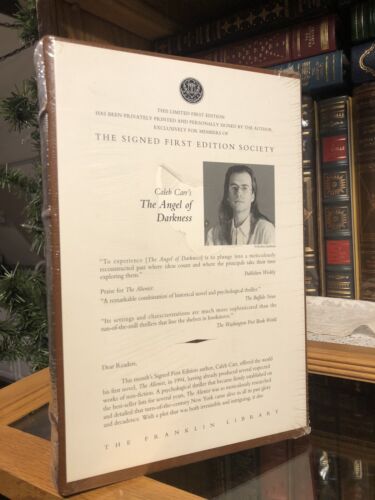 THIS LIMITED FIRST EDITION
HAS BEEN PRIVATELY PRINTED AND PERSONALLY SIGNED BY THE AUTHOR,
EXCLUSIVELY FOR MEMBERS OF
THE SIGNED FIRST EDITION SOCIETY
Caleb Carr's
The Angel of
Darkness
"To experience [The Angel of Darkness] is to plunge into a meticulously
reconstructed past where ideas count and where the principals take their time
exploring them."
Publishers Weekly
Praise for The Alienist:
"A remarkable combination of historical novel and psychological thriller."
The Buffalo News
"Its settings and characterizations are much more sophisticated than the
run-of-the-mill thrillers that line the shelves in bookstores."
The Washington Post Book World
Dear Readers,
This month's Signed First Edition author, Caleb Carr, offered the world
his first novel, The Alienist, in 1994, having already produced several respected
works of non-fiction. A psychological thriller that became firmly established on
the best-seller lists for several years, The Alienist was so meticulously researched
and detailed that turn-of-the-century New York came alive in all its past glory
and decadence. With a plot that was both irresistible and intriguing, it also
THE FRANKLIN LIBRARY